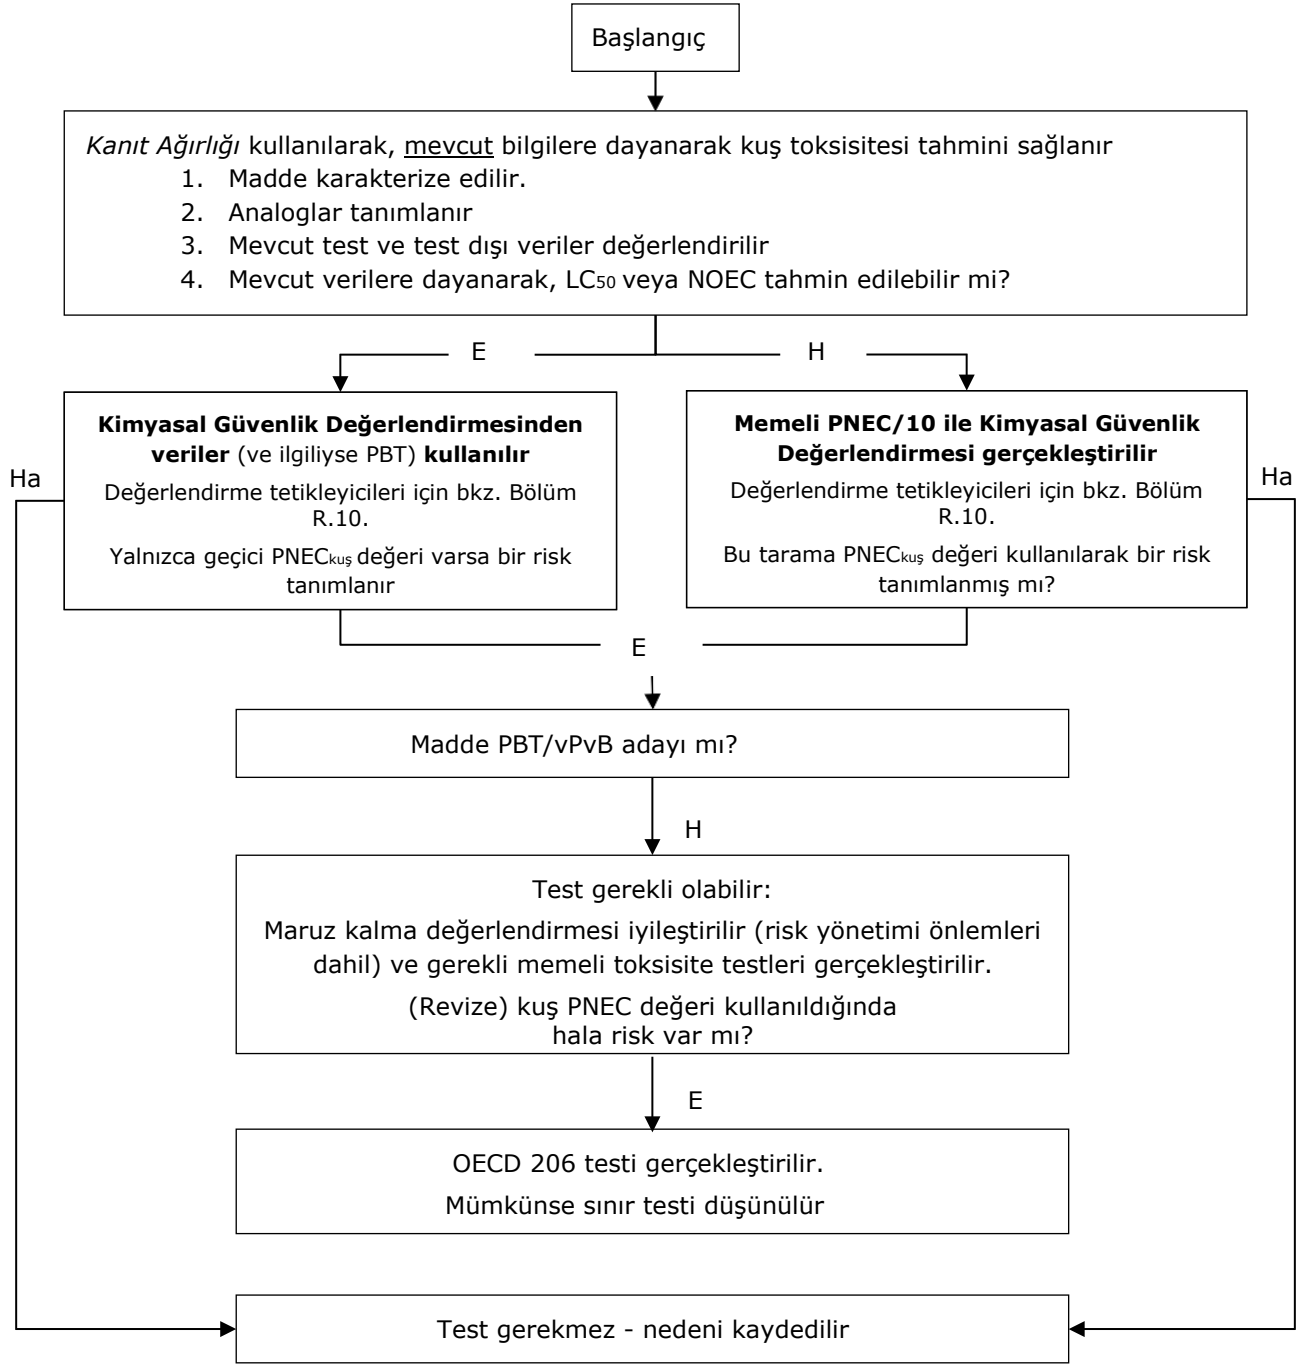 Başlangıç
Kanıt Ağırlığı kullanılarak, mevcut bilgilere dayanarak kuş toksisitesi tahmini sağlanır
1. Madde karakterize edilir.
2. Analoglar tanımlanır
3. Mevcut test ve test dışı veriler değerlendirilir
4. Mevcut verilere dayanarak, LC50 veya NOEC tahmin edilebilir mi?
E
H
Kimyasal Güvenlik Değerlendirmesinden
veriler (ve ilgiliyse PBT) kullanılır
Değerlendirme tetikleyicileri için bkz. Bölüm
R.10.
Yalnızca geçici PNECkuş değeri varsa bir risk
tanımlanır
Memeli PNEC/10 ile Kimyasal Güvenlik
Değerlendirmesi gerçekleştirilir
Değerlendirme tetikleyicileri için bkz. Bölüm
R.10.
Bu tarama PNECkuş değeri kullanılarak bir risk
tanımlanmış mı?
Ha
Ha
E
Madde PBT/vPvB adayı mı?
H
Test gerekli olabilir:
Maruz kalma değerlendirmesi iyileştirilir (risk yönetimi önlemleri
dahil) ve gerekli memeli toksisite testleri gerçekleştirilir.
(Revize) kuş PNEC değeri kullanıldığında
hala risk var mı?
E
OECD 206 testi gerçekleştirilir.
Mümkünse sınır testi düşünülür
Test gerekmez - nedeni kaydedilir